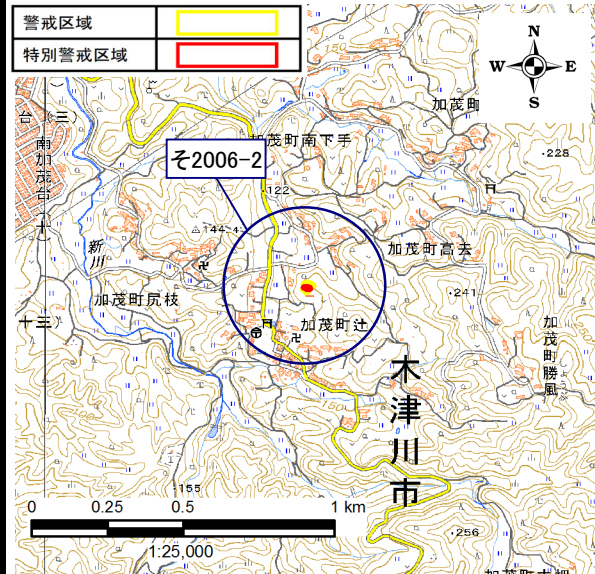 警戒区域
特別警戒区域
N
W E
S
150
加茂町
台(三)
加茂町南下手
南加茂台
そ2006-2
・228
122
△144.4
新川
加茂町高去
加茂町尻枝
・241
十三)
加茂町辻
加茂町勝風
木津川市
・155
0 0.25 0.5 1 km
1:25,000
・256